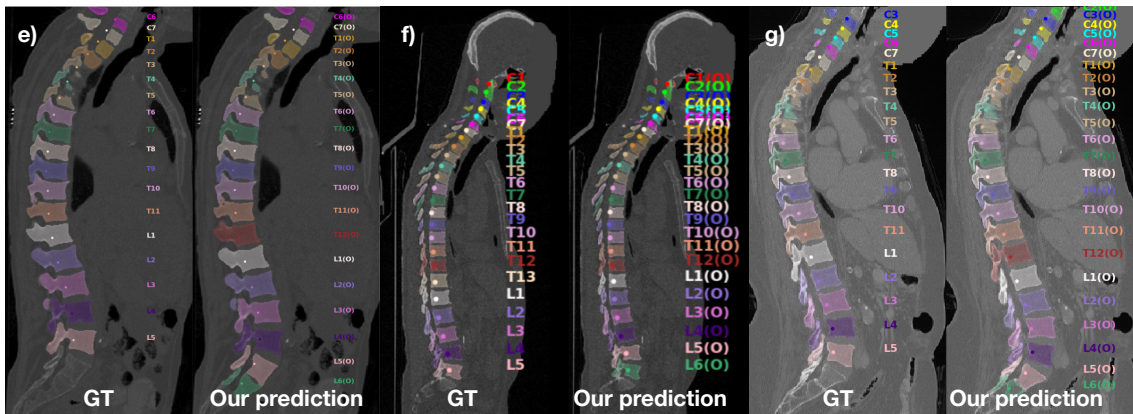 e)
C6
C7
T1
T2
T3
T4
T5
T6
T7
T8
T9
T10
T11
L1
L2
L3
L4
L5
GT
C6(O)
C7(O)
T1(O)
T2(O)
T3(O)
T4(O)
T5(O)
T6(O)
T7(O)
T8(O)
T9(O)
T10(O)
T11(O)
T12(O)
L1(O)
L2(O)
L3(O)
L4(O)
L5(O)
L6(O)
Our prediction
f)
C1
C2
C4
C5
C7
T3
T4
T5
T6
T7
T8
T9
T10
T11
T12
T13
L1
L2
L3
L4
L5
GT
C1(O)
C2(O)
C4(O)
C5(O)
C7(O)
T3(O)
T4(O)
T5(O)
T6(O)
T7(O)
T8(O)
T9(O)
T10(O)
T11(O)
T12(O)
L1(O)
L2(O)
L3(O)
L4(O)
L5(O)
L6(O)
Our prediction
g)
C3
C4
C5
C6
C7
T1
T2
T3
T4
T5
T6
T7
T8
T9
T10
T11
L1
L2
L3
L4
L5
GT
C2(O)
C3(O)
C4(O)
C5(O)
C6(O)
C7(O)
T1(O)
T2(O)
T3(O)
T4(O)
T5(O)
T6(O)
T7(O)
T8(O)
T9(O)
T10(O)
T11(O)
T12(O)
L1(O)
L2(O)
L3(O)
L4(O)
L5(O)
L6(O)
Our prediction